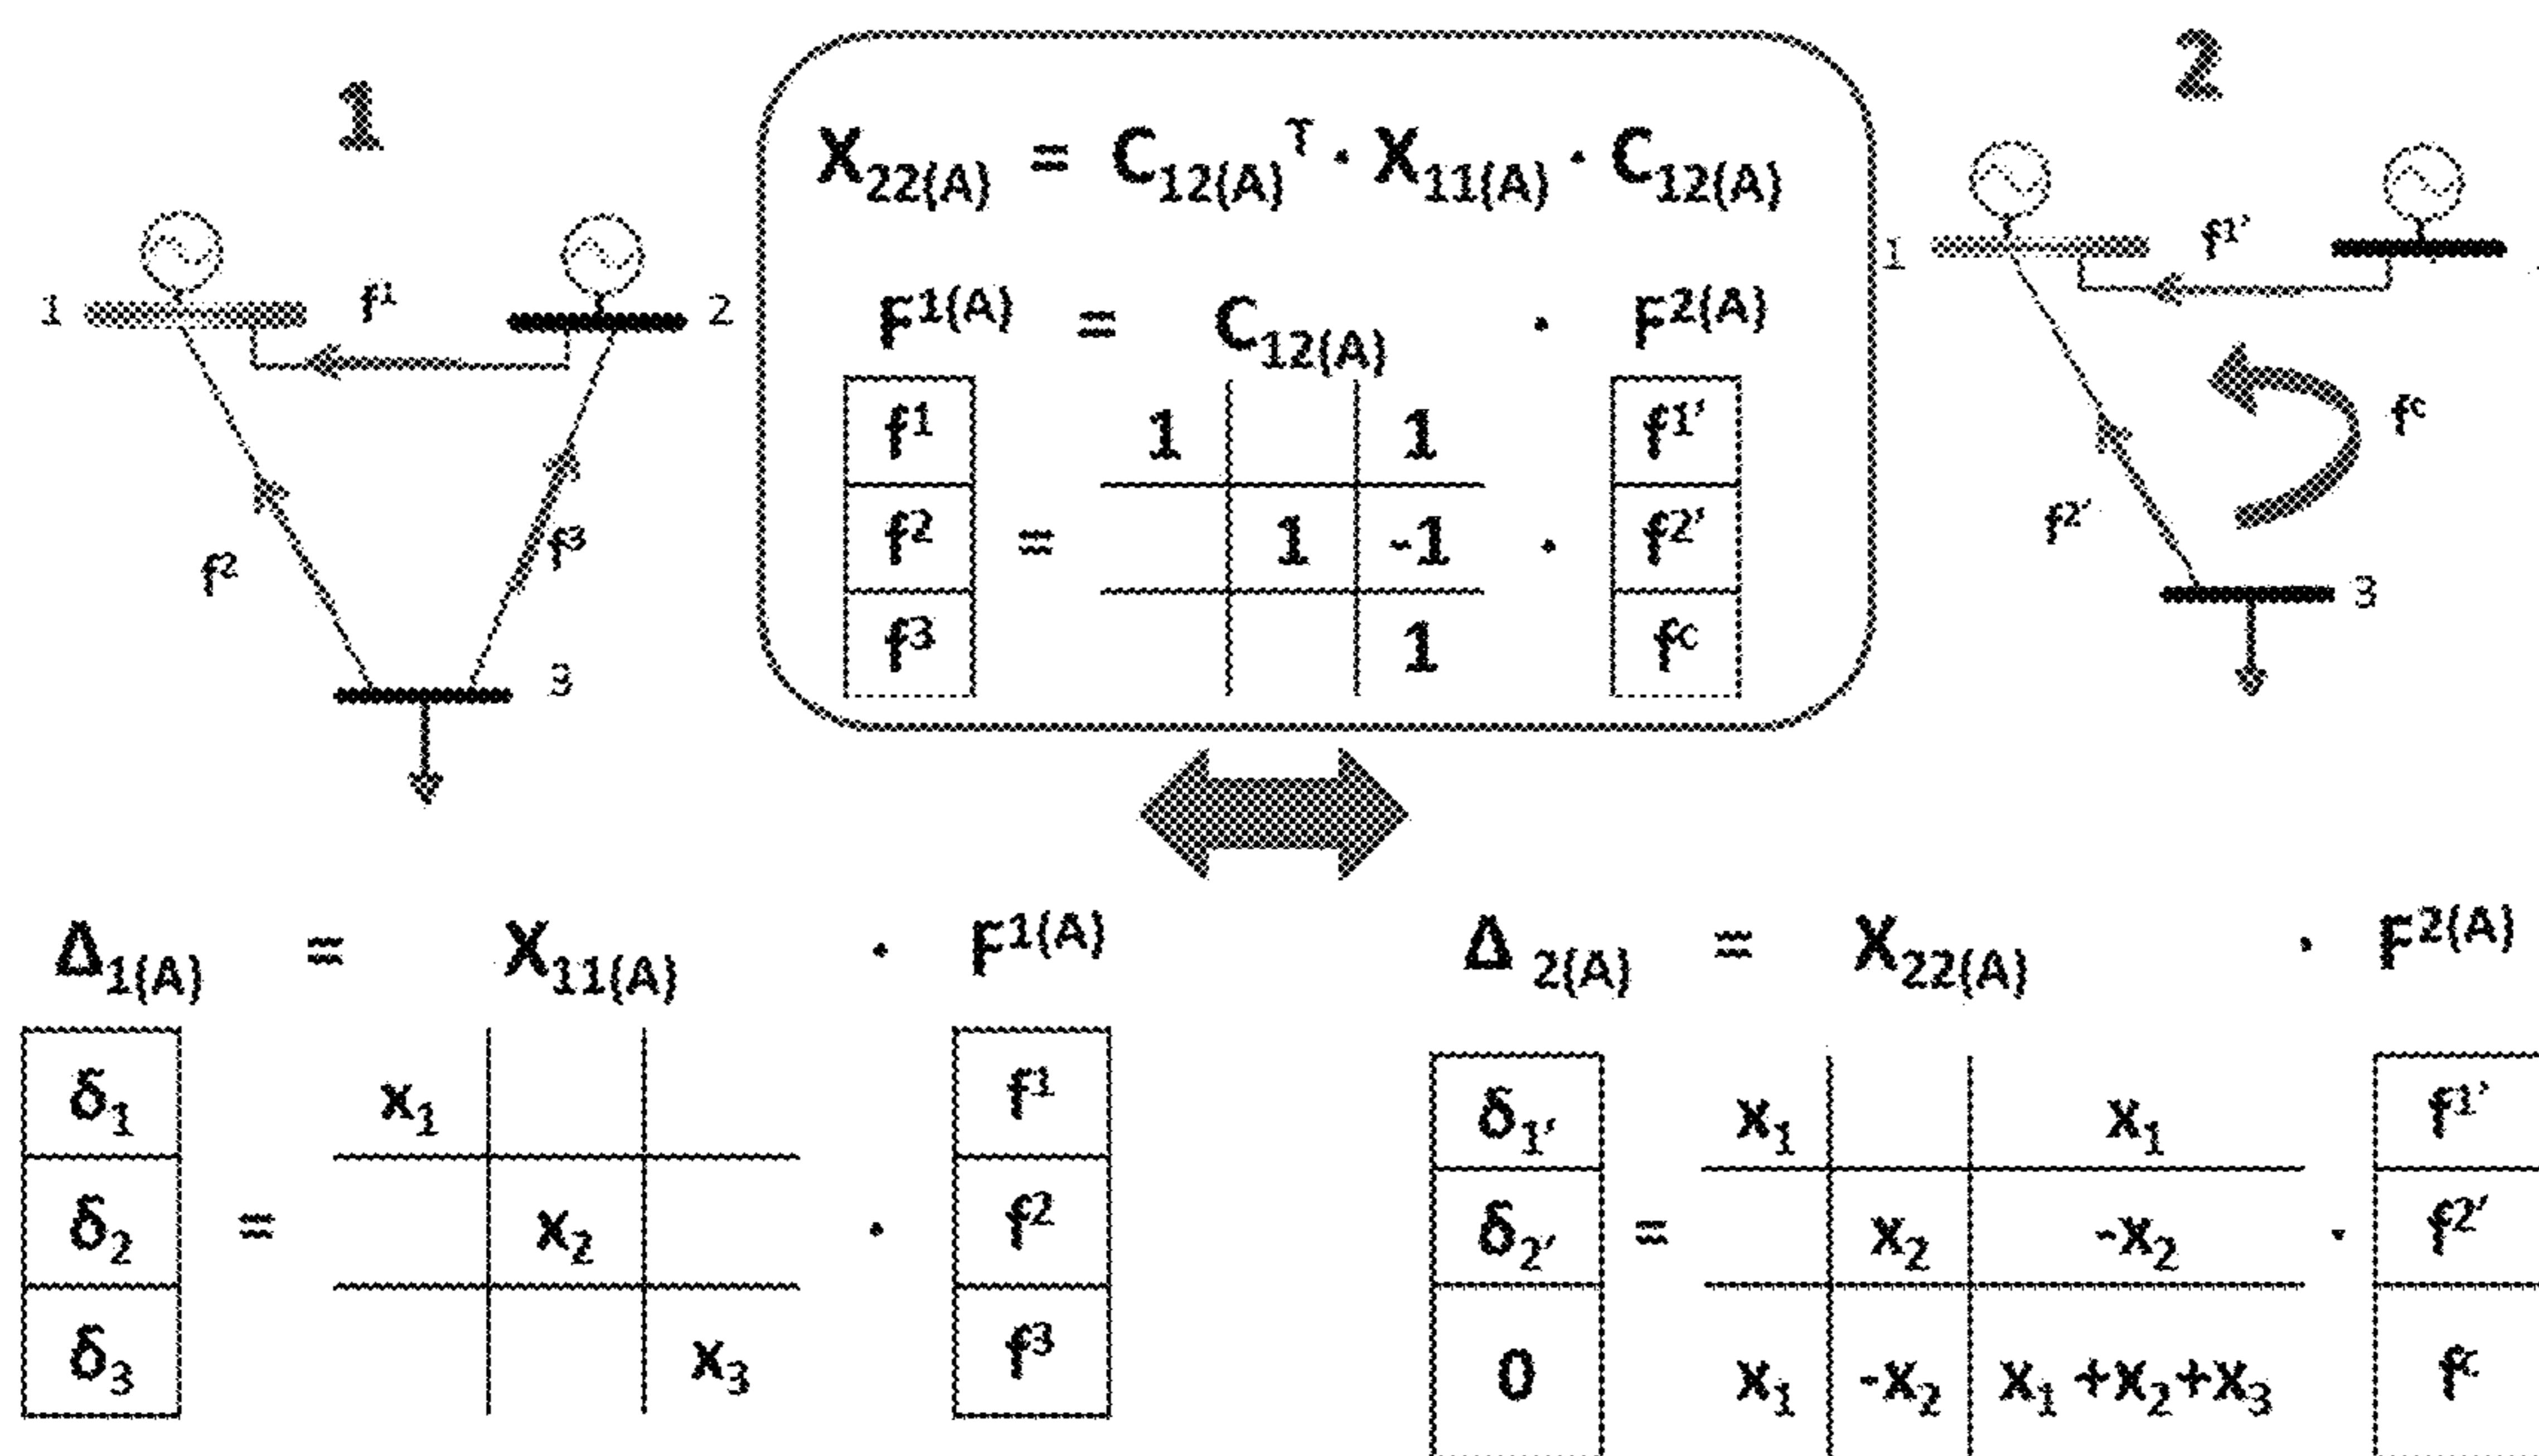 1
1
f¹
2
f²
f³
3
X₂₂₍A₎ = C₁₂₍A₎ᵀ · X₁₁₍A₎ · C₁₂₍A₎
F¹⁽ᴬ⁾ = C₁₂₍A₎ · F²⁽ᴬ⁾
f¹ 1 1 f¹'
f² = 1 -1 · f²'
f³ 1 fᶜ
2
1
f¹'
fᶜ
f²'
3
Δ₁₍A₎ = X₁₁₍A₎ · F¹⁽ᴬ⁾
δ₁ x₁ f¹
δ₂ = x₂ · f²
δ₃ x₃ f³
Δ ₂₍A₎ = X₂₂₍A₎ · F²⁽ᴬ⁾
δ₁' x₁ x₁ f¹'
δ₂' = x₂ -x₂ · f²'
0 x₁ -x₂ x₁ +x₂+x₃ fᶜ